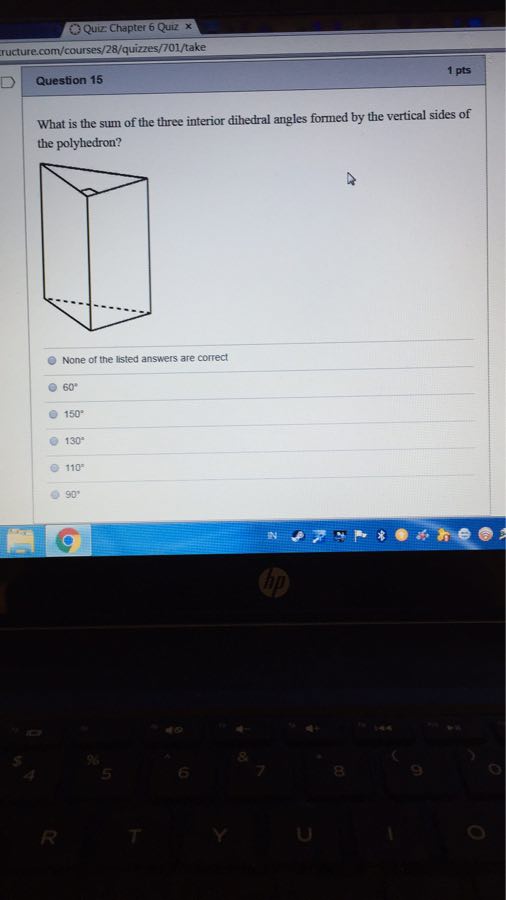 Quiz: Chapter 6 Quiz ×
ructure.com/courses/28/quizzes/701/take
Question 15
1 pts
What is the sum of the three interior dihedral angles formed by the vertical sides of
the polyhedron?
None of the listed answers are correct
60°
150°
130°
110°
90°
IN
hp
$ 4
% 5
^ 6
& 7
* 8
( 9
) 0
R T Y U I O